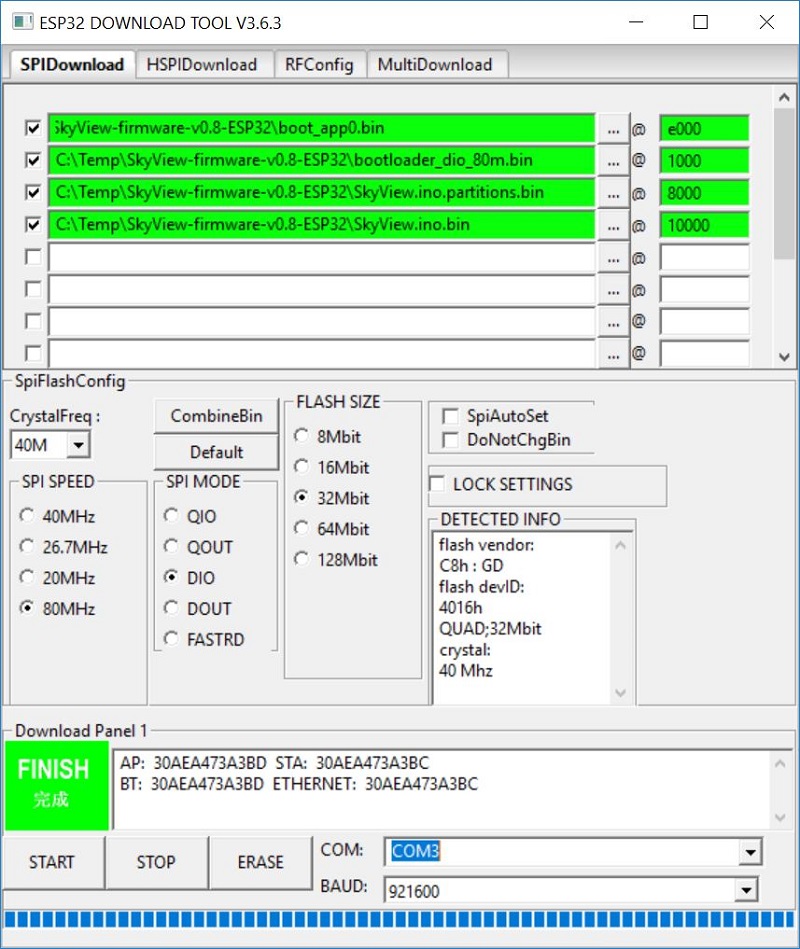 ESP32 DOWNLOAD TOOL V3.6.3
SPIDownload HSPIDownload RFConfig MultiDownload
SkyView-firmware-v0.8-ESP32\boot_app0.bin ... @ e000
C:\Temp\SkyView-firmware-v0.8-ESP32\bootloader_dio_80m.bin ... @ 1000
C:\Temp\SkyView-firmware-v0.8-ESP32\SkyView.ino.partitions.bin ... @ 8000
C:\Temp\SkyView-firmware-v0.8-ESP32\SkyView.ino.bin ... @ 10000
... @
... @
... @
... @
SpiFlashConfig
CrystalFreq :
40M
CombineBin
Default
SPI SPEED
40MHz
26.7MHz
20MHz
80MHz
SPI MODE
QIO
QOUT
DIO
DOUT
FASTRD
FLASH SIZE
8Mbit
16Mbit
32Mbit
64Mbit
128Mbit
SpiAutoSet
DoNotChgBin
LOCK SETTINGS
DETECTED INFO
flash vendor:
C8h : GD
flash devID:
4016h
QUAD;32Mbit
crystal:
40 Mhz
Download Panel 1
FINISH
完成
AP: 30AEA473A3BD STA: 30AEA473A3BC
BT: 30AEA473A3BD ETHERNET: 30AEA473A3BC
START STOP ERASE
COM: COM3
BAUD: 921600